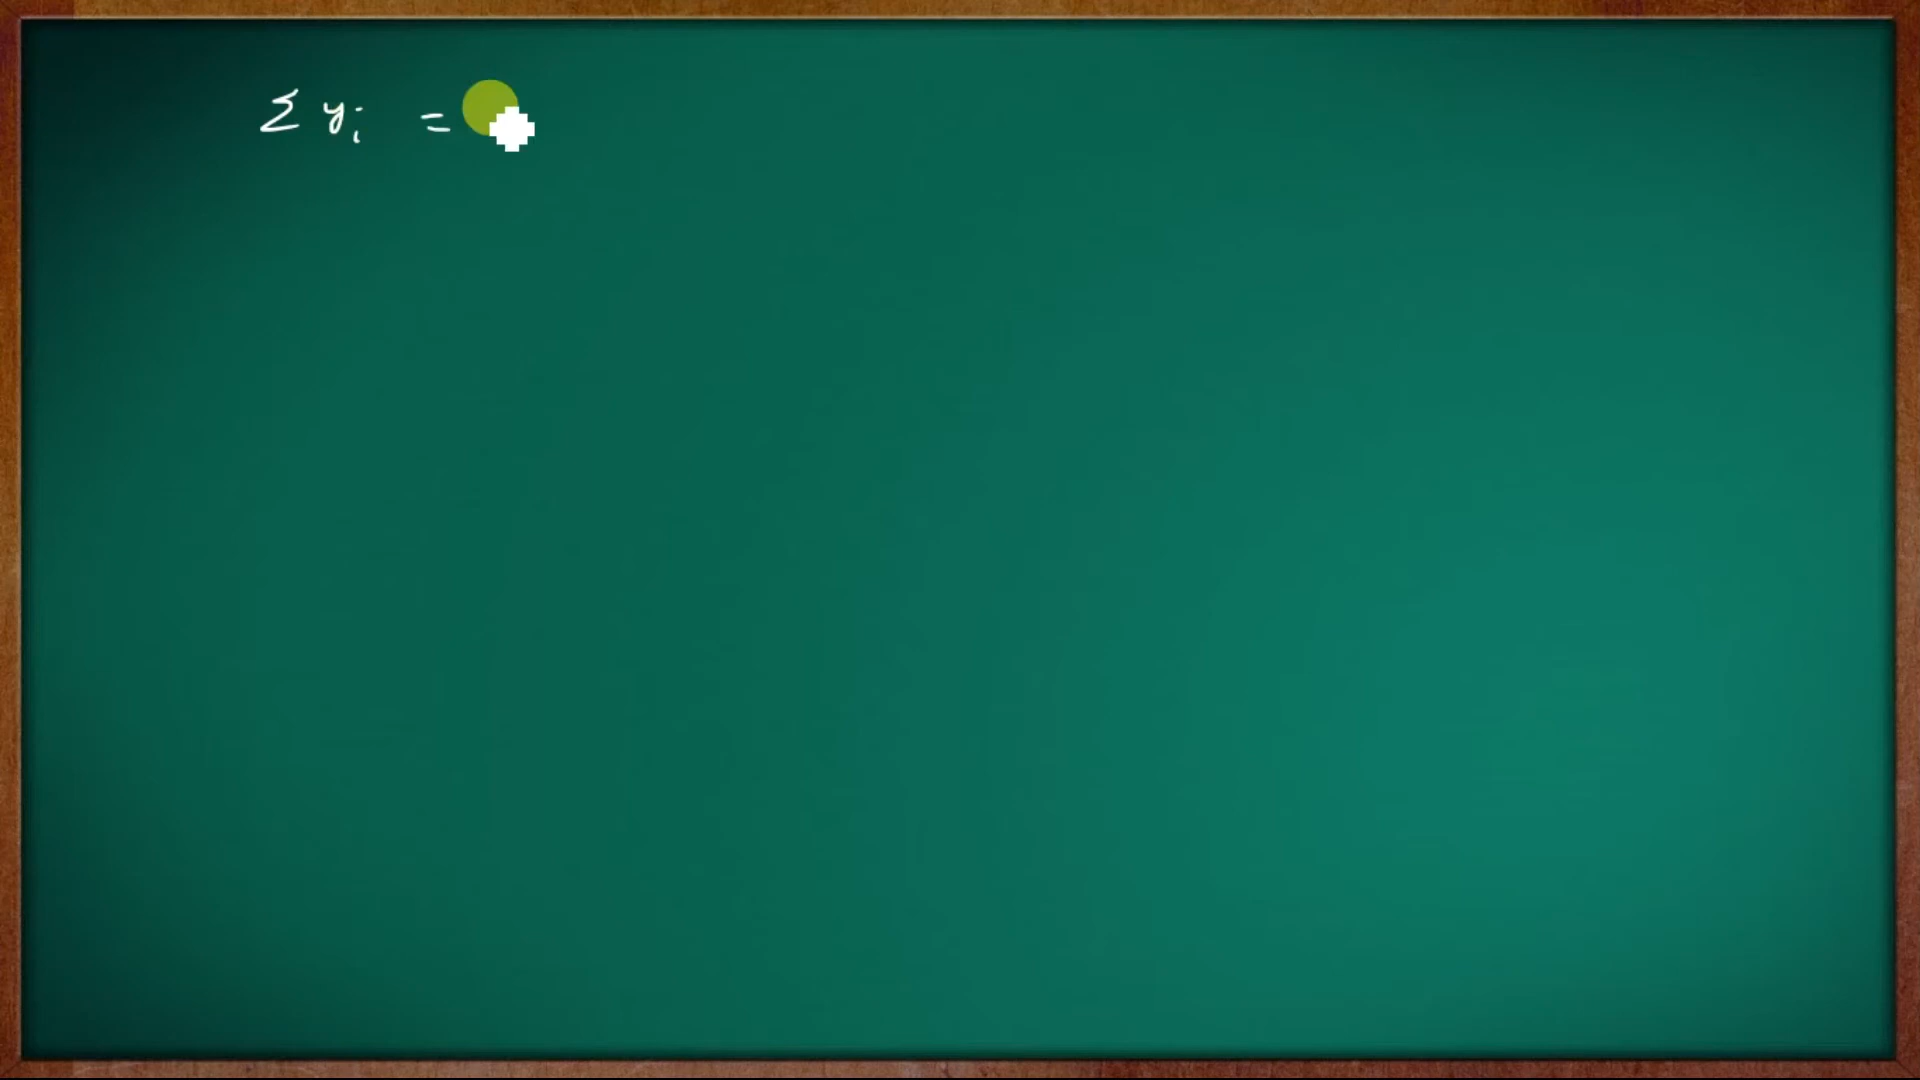 Σ yᵢ =